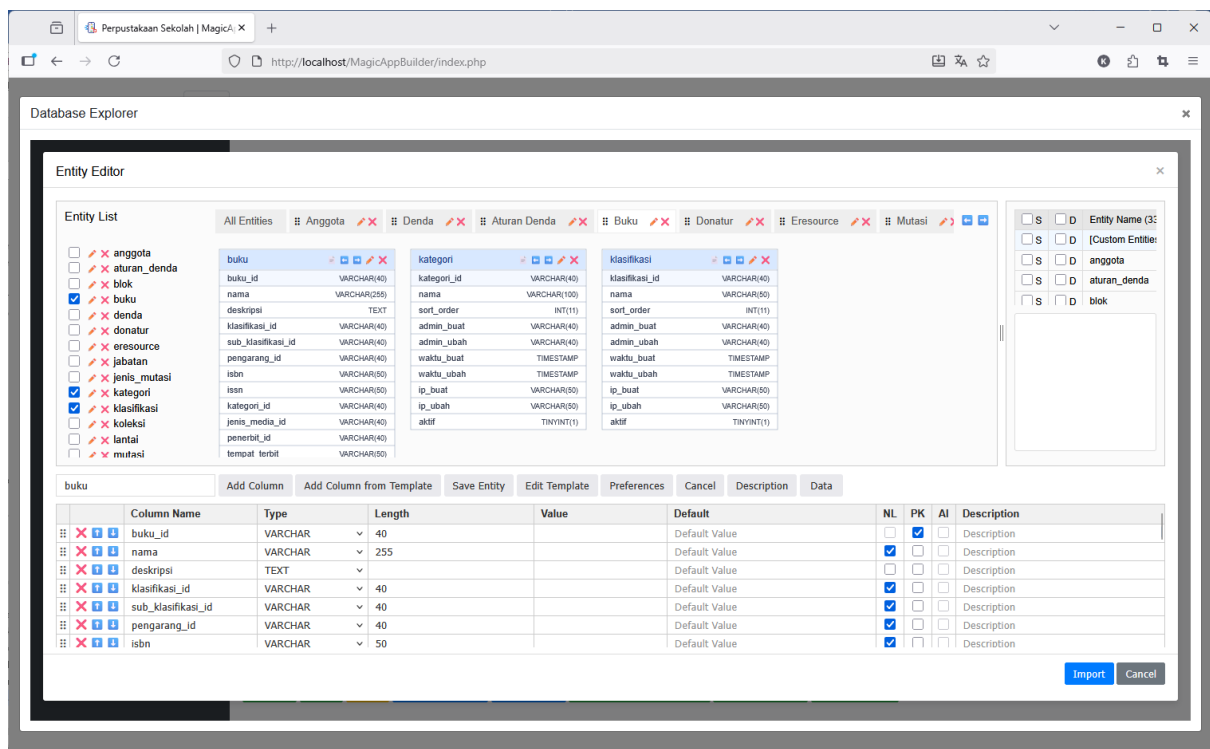 Perpustakaan Sekolah | MagicA
http://localhost/MagicAppBuilder/index.php
Database Explorer
Entity Editor
Entity List
anggota
aturan_denda
blok
buku
denda
donatur
eresource
jabatan
jenis_mutasi
kategori
klasifikasi
koleksi
lantai
mutasi
All Entities Anggota Denda Aturan Denda Buku Donatur Eresource Mutasi
buku
buku_id VARCHAR(40)
nama VARCHAR(255)
deskripsi TEXT
klasifikasi_id VARCHAR(40)
sub_klasifikasi_id VARCHAR(40)
pengarang_id VARCHAR(40)
isbn VARCHAR(50)
issn VARCHAR(50)
kategori_id VARCHAR(40)
jenis_media_id VARCHAR(40)
penerbit_id VARCHAR(40)
tempat_terbit VARCHAR(50)
kategori
kategori_id VARCHAR(40)
nama VARCHAR(100)
sort_order INT(11)
admin_buat VARCHAR(40)
admin_ubah VARCHAR(40)
waktu_buat TIMESTAMP
waktu_ubah TIMESTAMP
ip_buat VARCHAR(50)
ip_ubah VARCHAR(50)
aktif TINYINT(1)
klasifikasi
klasifikasi_id VARCHAR(40)
nama VARCHAR(50)
sort_order INT(11)
admin_buat VARCHAR(40)
admin_ubah VARCHAR(40)
waktu_buat TIMESTAMP
waktu_ubah TIMESTAMP
ip_buat VARCHAR(50)
ip_ubah VARCHAR(50)
aktif TINYINT(1)
S D Entity Name (33
S D [Custom Entities
S D anggota
S D aturan_denda
S D blok
buku Add Column Add Column from Template Save Entity Edit Template Preferences Cancel Description Data
Column Name Type Length Value Default NL PK AI Description
buku_id VARCHAR 40 Default Value Description
nama VARCHAR 255 Default Value Description
deskripsi TEXT Default Value Description
klasifikasi_id VARCHAR 40 Default Value Description
sub_klasifikasi_id VARCHAR 40 Default Value Description
pengarang_id VARCHAR 40 Default Value Description
isbn VARCHAR 50 Default Value Description
Import Cancel